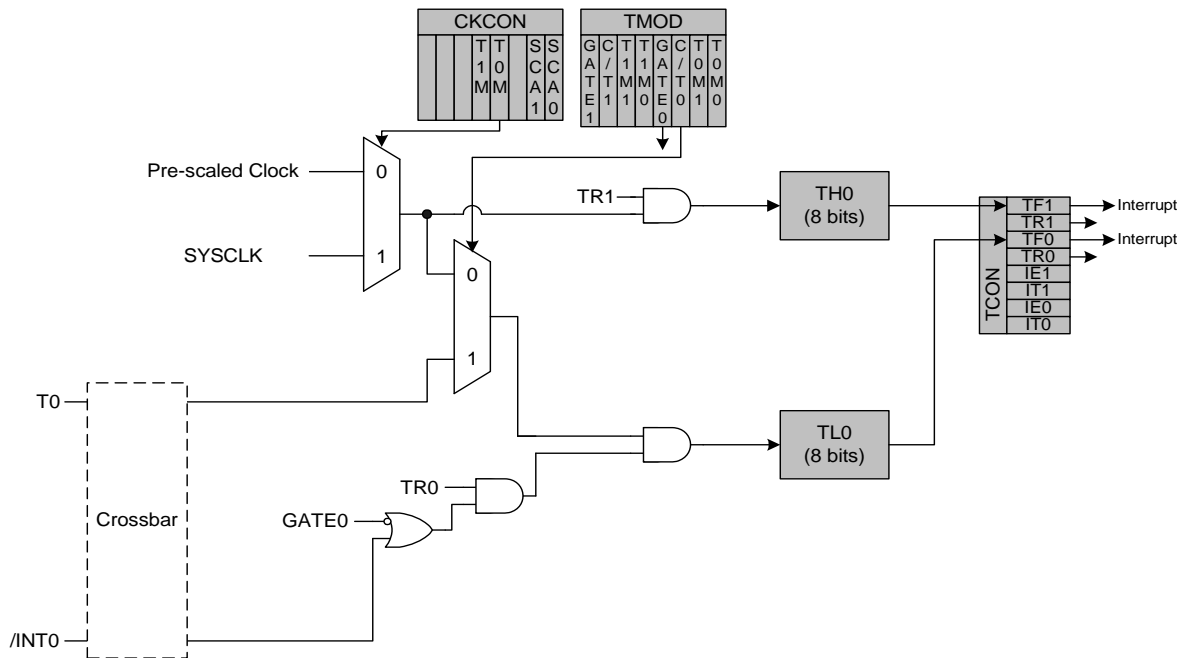 CKCON
T1M
T0M
SCA1
SCA0
TMOD
GATE1
C/T1
T1M1
T1M0
GATE0
C/T0
T0M1
T0M0
Pre-scaled Clock
0
SYSCLK
1
TR1
TH0
(8 bits)
TCON
TF1
TR1
TF0
TR0
IE1
IT1
IE0
IT0
Interrupt
Interrupt
0
1
T0
Crossbar
/INT0
TR0
GATE0
TL0
(8 bits)